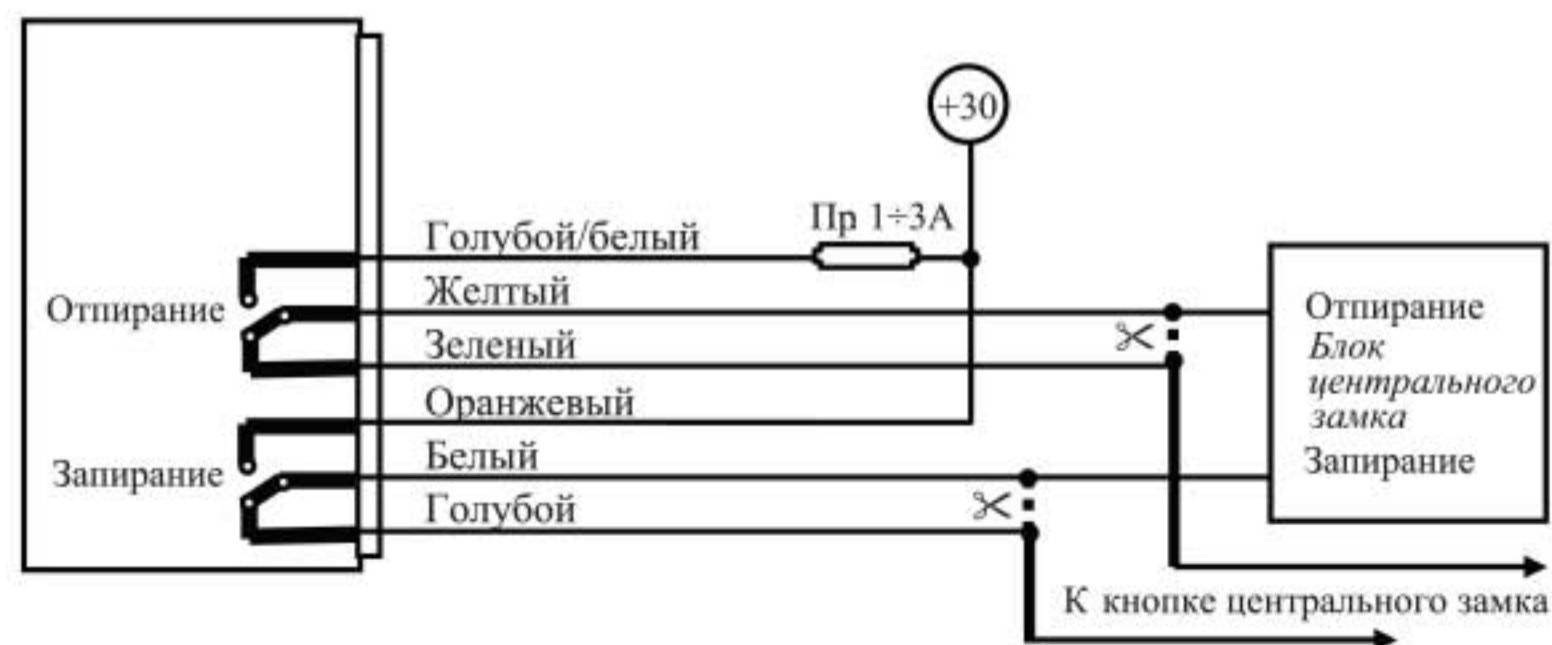 +30
Пр 1÷3А
Голубой/белый
Желтый
Отпирание
Зеленый
Оранжевый
Белый
Запирание
Голубой
Отпирание
Блок
центрального
замка
Запирание
К кнопке центрального замка